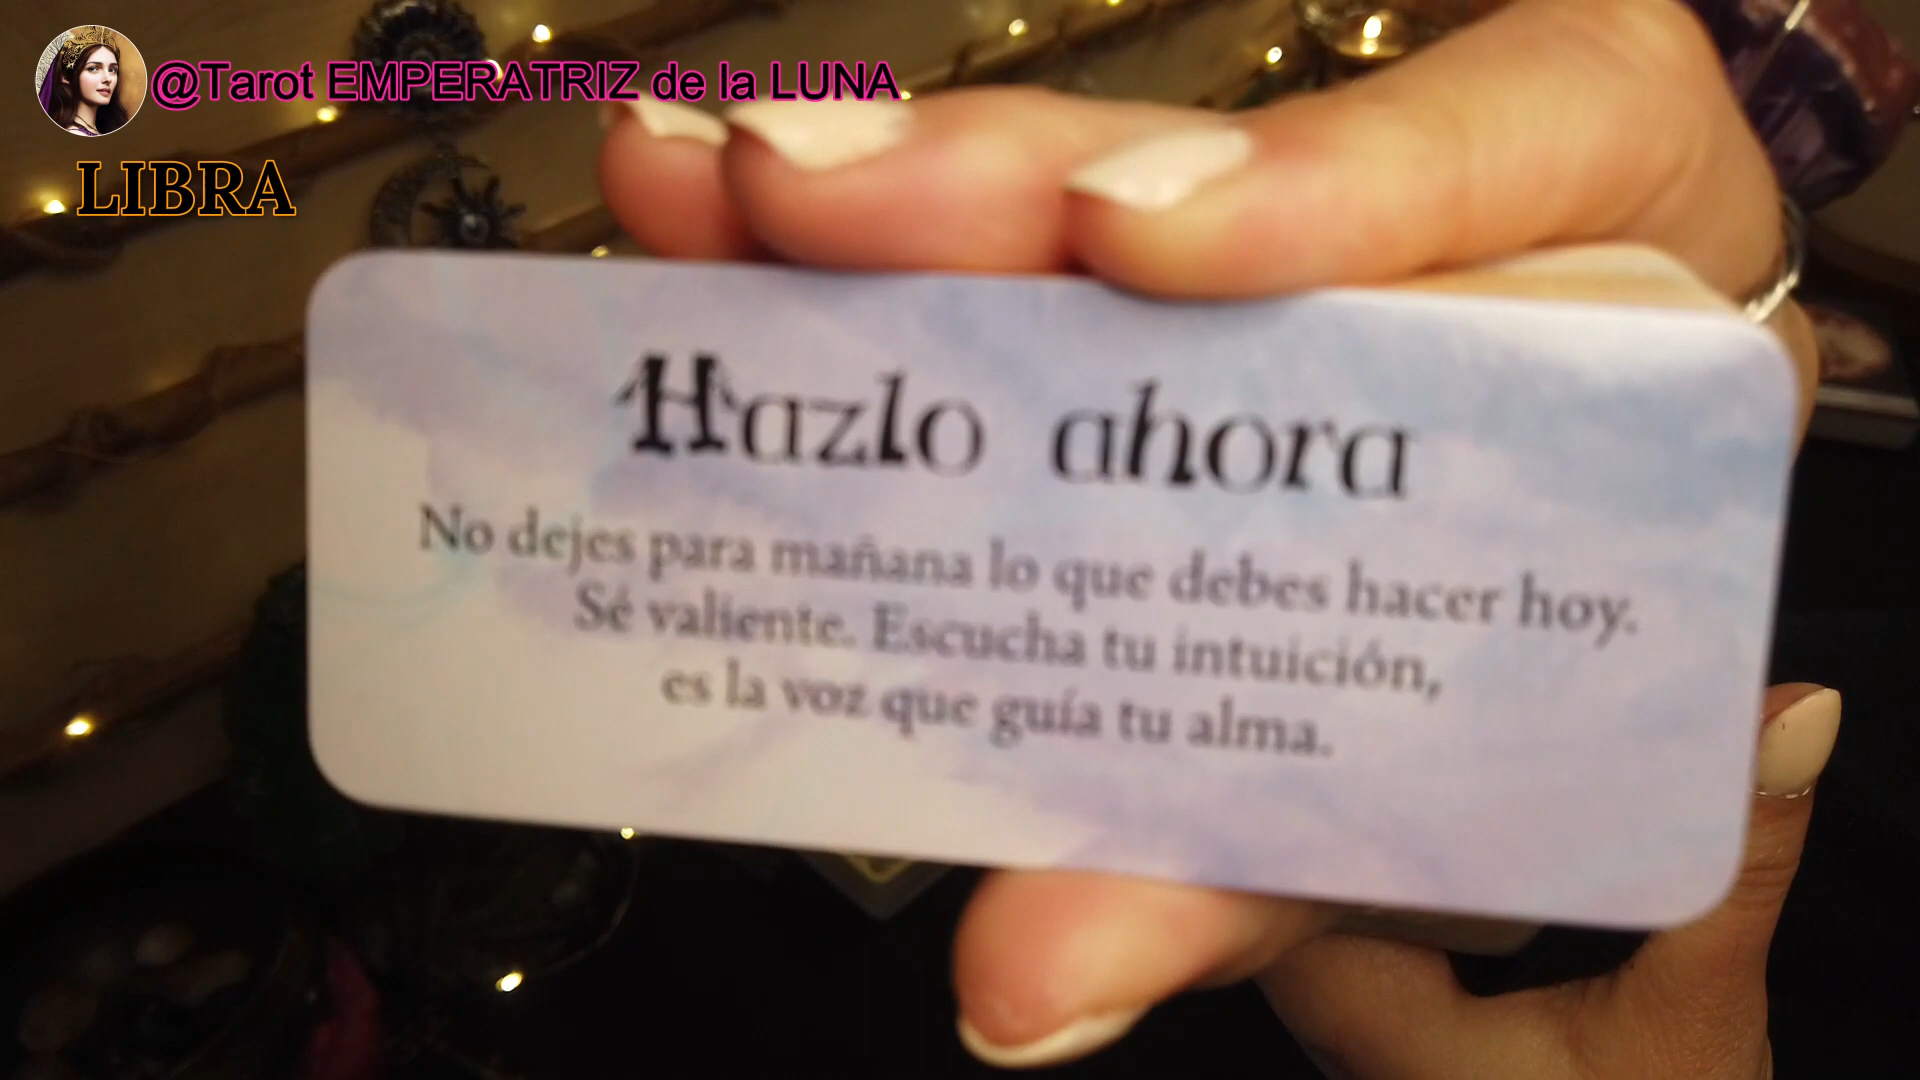 @Tarot EMPERATRIZ de la LUNA
LIBRA
Hazlo ahora
No dejes para mañana lo que debes hacer hoy.
Sé valiente. Escucha tu intuición,
es la voz que guía tu alma.